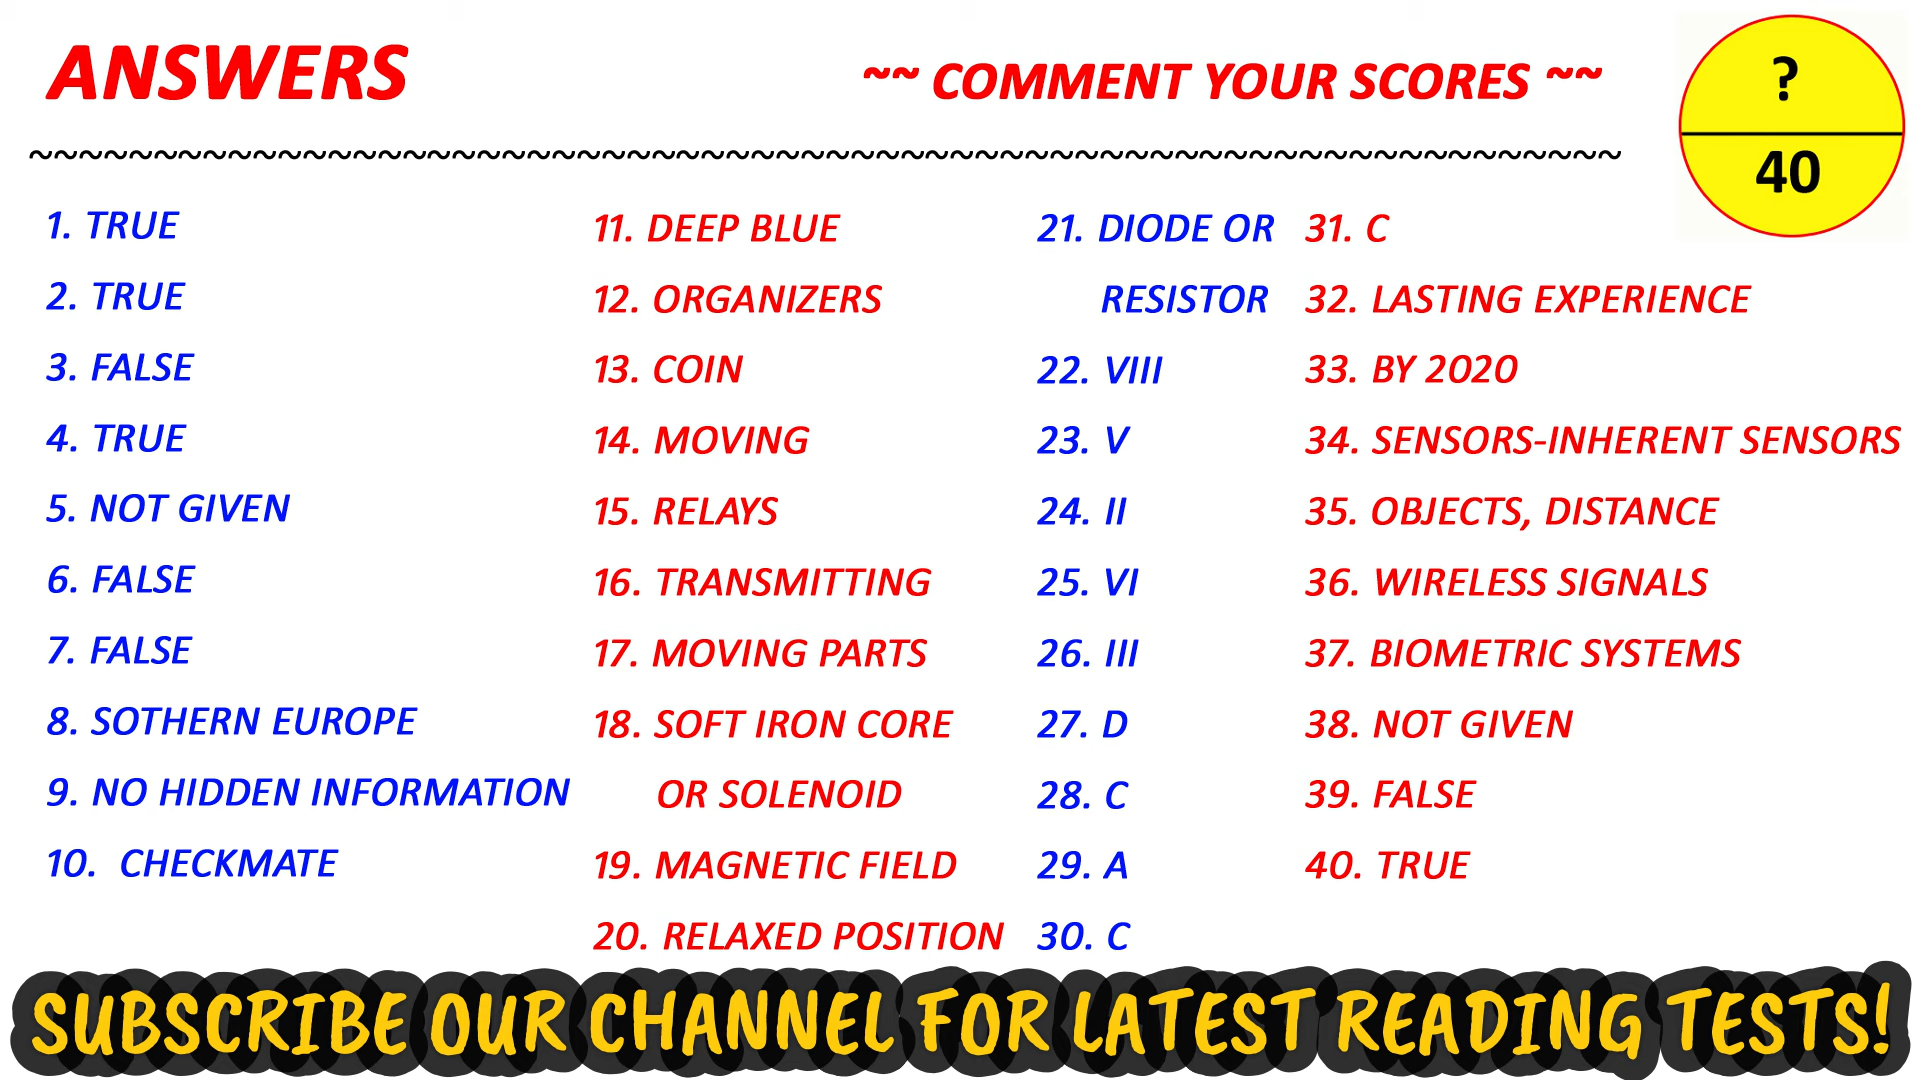 ANSWERS
~~ COMMENT YOUR SCORES ~~
?
40
~~~~~~~~~~~~~~~~~~~~~~~~~~~~~~~~~~~~~~~~~~~~~~~~~~~~~~~~~~~~~~~~
1. TRUE
2. TRUE
3. FALSE
4. TRUE
5. NOT GIVEN
6. FALSE
7. FALSE
8. SOTHERN EUROPE
9. NO HIDDEN INFORMATION
10. CHECKMATE
11. DEEP BLUE
12. ORGANIZERS
13. COIN
14. MOVING
15. RELAYS
16. TRANSMITTING
17. MOVING PARTS
18. SOFT IRON CORE
OR SOLENOID
19. MAGNETIC FIELD
20. RELAXED POSITION
21. DIODE OR
RESISTOR
22. VIII
23. V
24. II
25. VI
26. III
27. D
28. C
29. A
30. C
31. C
32. LASTING EXPERIENCE
33. BY 2020
34. SENSORS-INHERENT SENSORS
35. OBJECTS, DISTANCE
36. WIRELESS SIGNALS
37. BIOMETRIC SYSTEMS
38. NOT GIVEN
39. FALSE
40. TRUE
SUBSCRIBE OUR CHANNEL FOR LATEST READING TESTS!